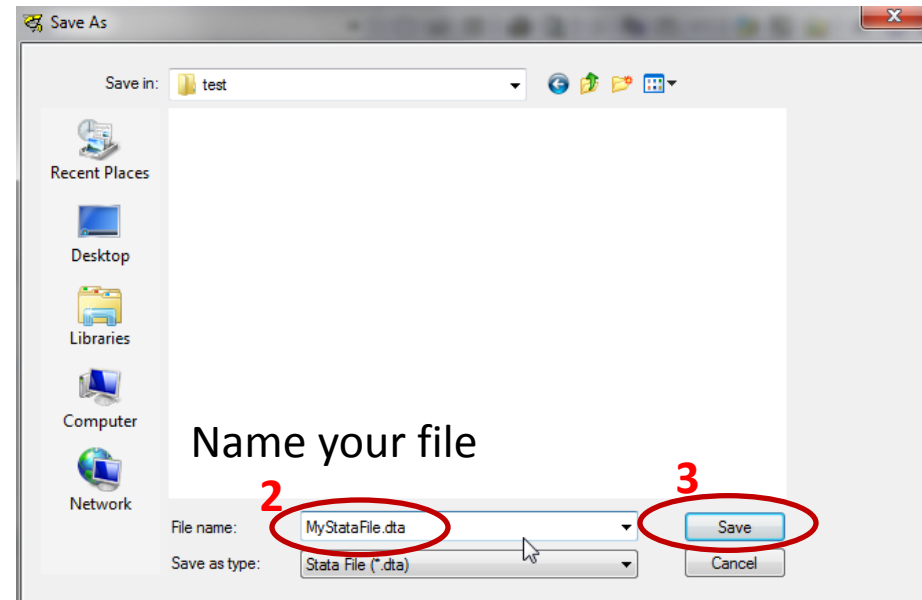 Save As
x
Save in: test
Recent Places
Desktop
Libraries
Computer
Network
Name your file
2
3
File name: MyStataFile.dta Save
Save as type: Stata File (*.dta) Cancel